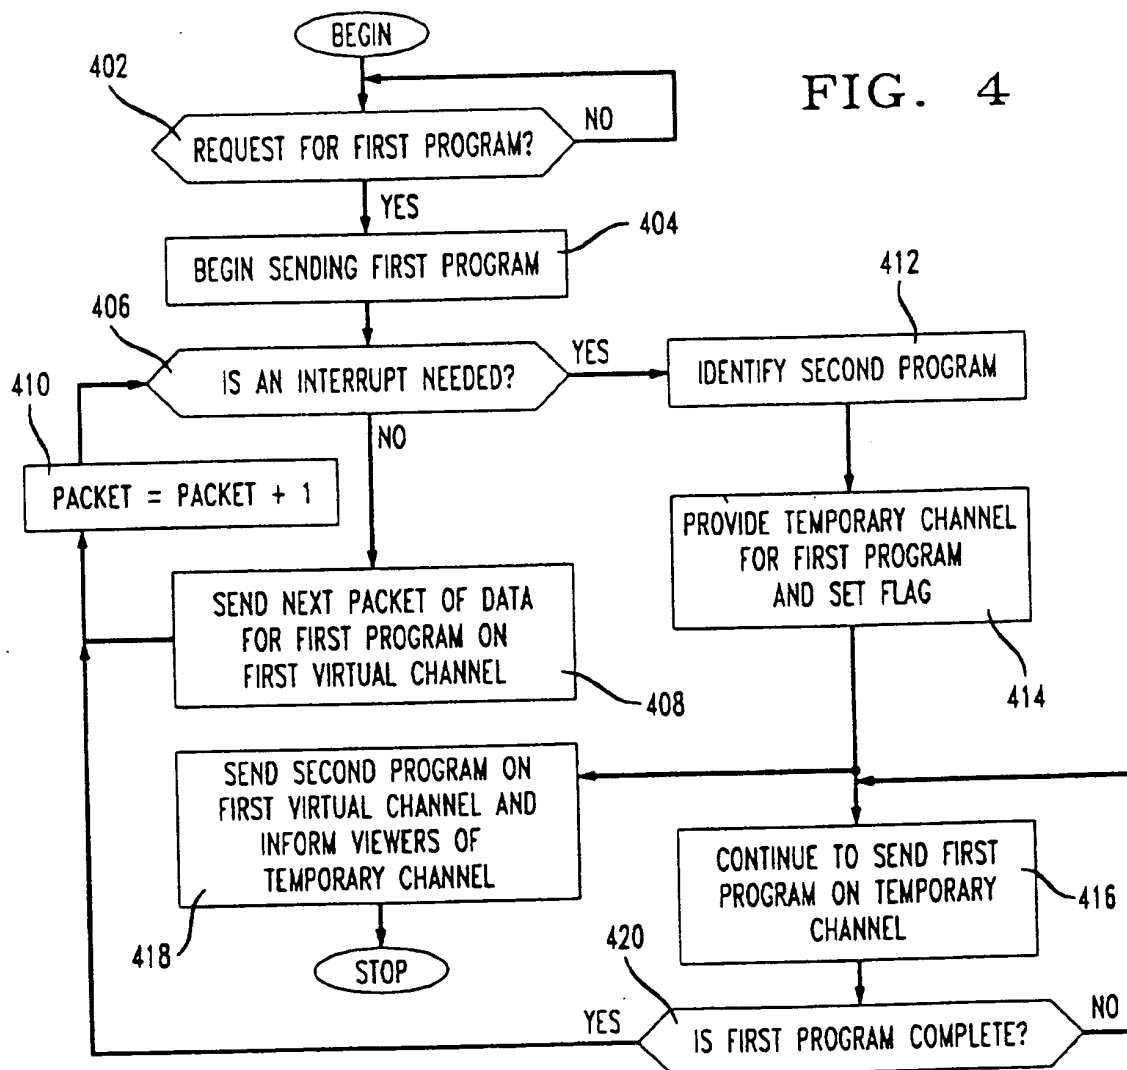 BEGIN
FIG. 4
402
NO
REQUEST FOR FIRST PROGRAM?
YES
404
BEGIN SENDING FIRST PROGRAM
412
406
YES
IDENTIFY SECOND PROGRAM
IS AN INTERRUPT NEEDED?
410
NO
PACKET = PACKET + 1
PROVIDE TEMPORARY CHANNEL
FOR FIRST PROGRAM
AND SET FLAG
414
SEND NEXT PACKET OF DATA
FOR FIRST PROGRAM ON
FIRST VIRTUAL CHANNEL
408
SEND SECOND PROGRAM ON
FIRST VIRTUAL CHANNEL AND
INFORM VIEWERS OF
TEMPORARY CHANNEL
418
STOP
CONTINUE TO SEND FIRST
PROGRAM ON TEMPORARY
CHANNEL
416
420
YES
IS FIRST PROGRAM COMPLETE?
NO